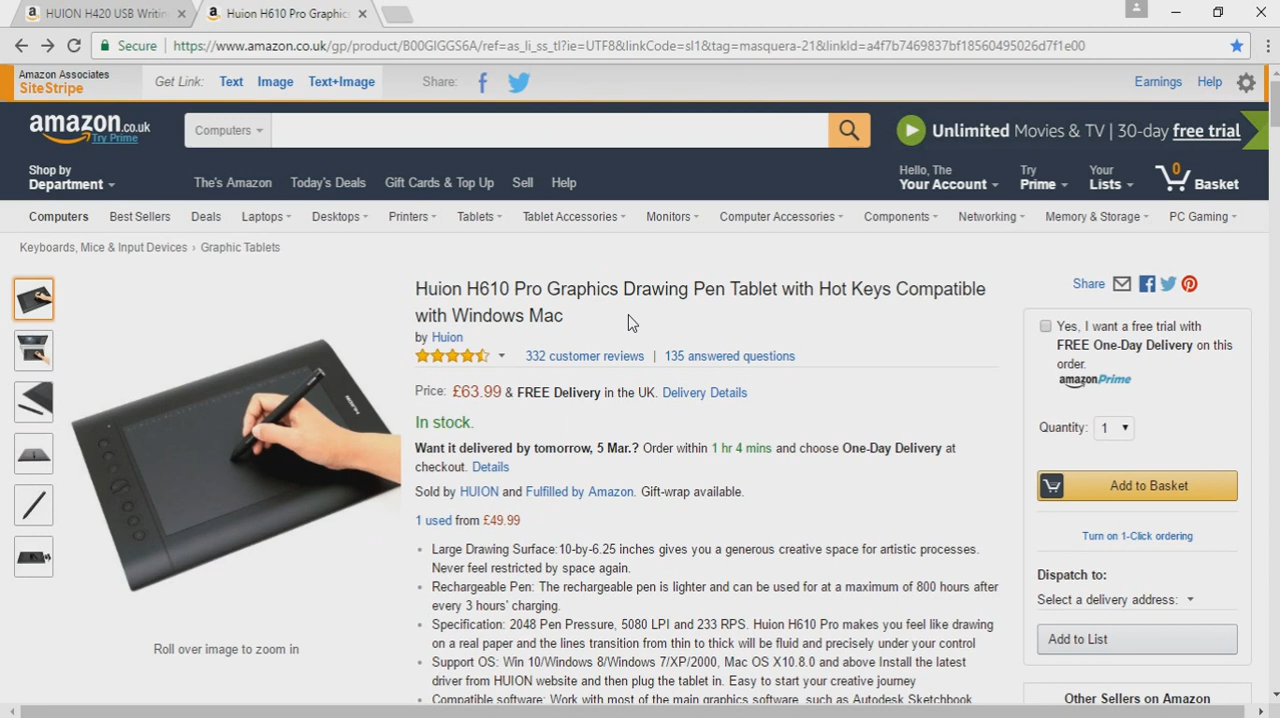 HUION H420 USB Writin
Huion H610 Pro Graphics
Secure
https://www.amazon.co.uk/gp/product/B00GIGGS6A/ref=as_li_ss_tl?ie=UTF8&linkCode=sl1&tag=masquera-21&linkId=a4f7b7469837bf18560495026d7f1e00
Amazon Associates
SiteStripe
Get Link: Text Image Text+Image
Share:
Earnings Help
amazon.co.uk
Try Prime
Computers
Unlimited Movies & TV | 30-day free trial
Shop by
Department
The's Amazon Today's Deals Gift Cards & Top Up Sell Help
Hello, The
Your Account
Try
Prime
Your
Lists
0
Basket
Computers Best Sellers Deals Laptops Desktops Printers Tablets Tablet Accessories Monitors Computer Accessories Components Networking Memory & Storage PC Gaming
Keyboards, Mice & Input Devices › Graphic Tablets
Huion H610 Pro Graphics Drawing Pen Tablet with Hot Keys Compatible
with Windows Mac
by Huion
332 customer reviews | 135 answered questions
Price: £63.99 & FREE Delivery in the UK. Delivery Details
In stock.
Want it delivered by tomorrow, 5 Mar.? Order within 1 hr 4 mins and choose One-Day Delivery at
checkout. Details
Sold by HUION and Fulfilled by Amazon. Gift-wrap available.
1 used from £49.99
Large Drawing Surface:10-by-6.25 inches gives you a generous creative space for artistic processes.
Never feel restricted by space again.
Rechargeable Pen: The rechargeable pen is lighter and can be used for at a maximum of 800 hours after
every 3 hours' charging.
Specification: 2048 Pen Pressure, 5080 LPI and 233 RPS. Huion H610 Pro makes you feel like drawing
on a real paper and the lines transition from thin to thick will be fluid and precisely under your control
Support OS: Win 10/Windows 8/Windows 7/XP/2000, Mac OS X10.8.0 and above Install the latest
driver from HUION website and then plug the tablet in. Easy to start your creative journey
Compatible software: Work with most of the main graphics software, such as Autodesk Sketchbook
Roll over image to zoom in
Share
Yes, I want a free trial with
FREE One-Day Delivery on this
order.
amazonPrime
Quantity: 1
Add to Basket
Turn on 1-Click ordering
Dispatch to:
Select a delivery address:
Add to List
Other Sellers on Amazon